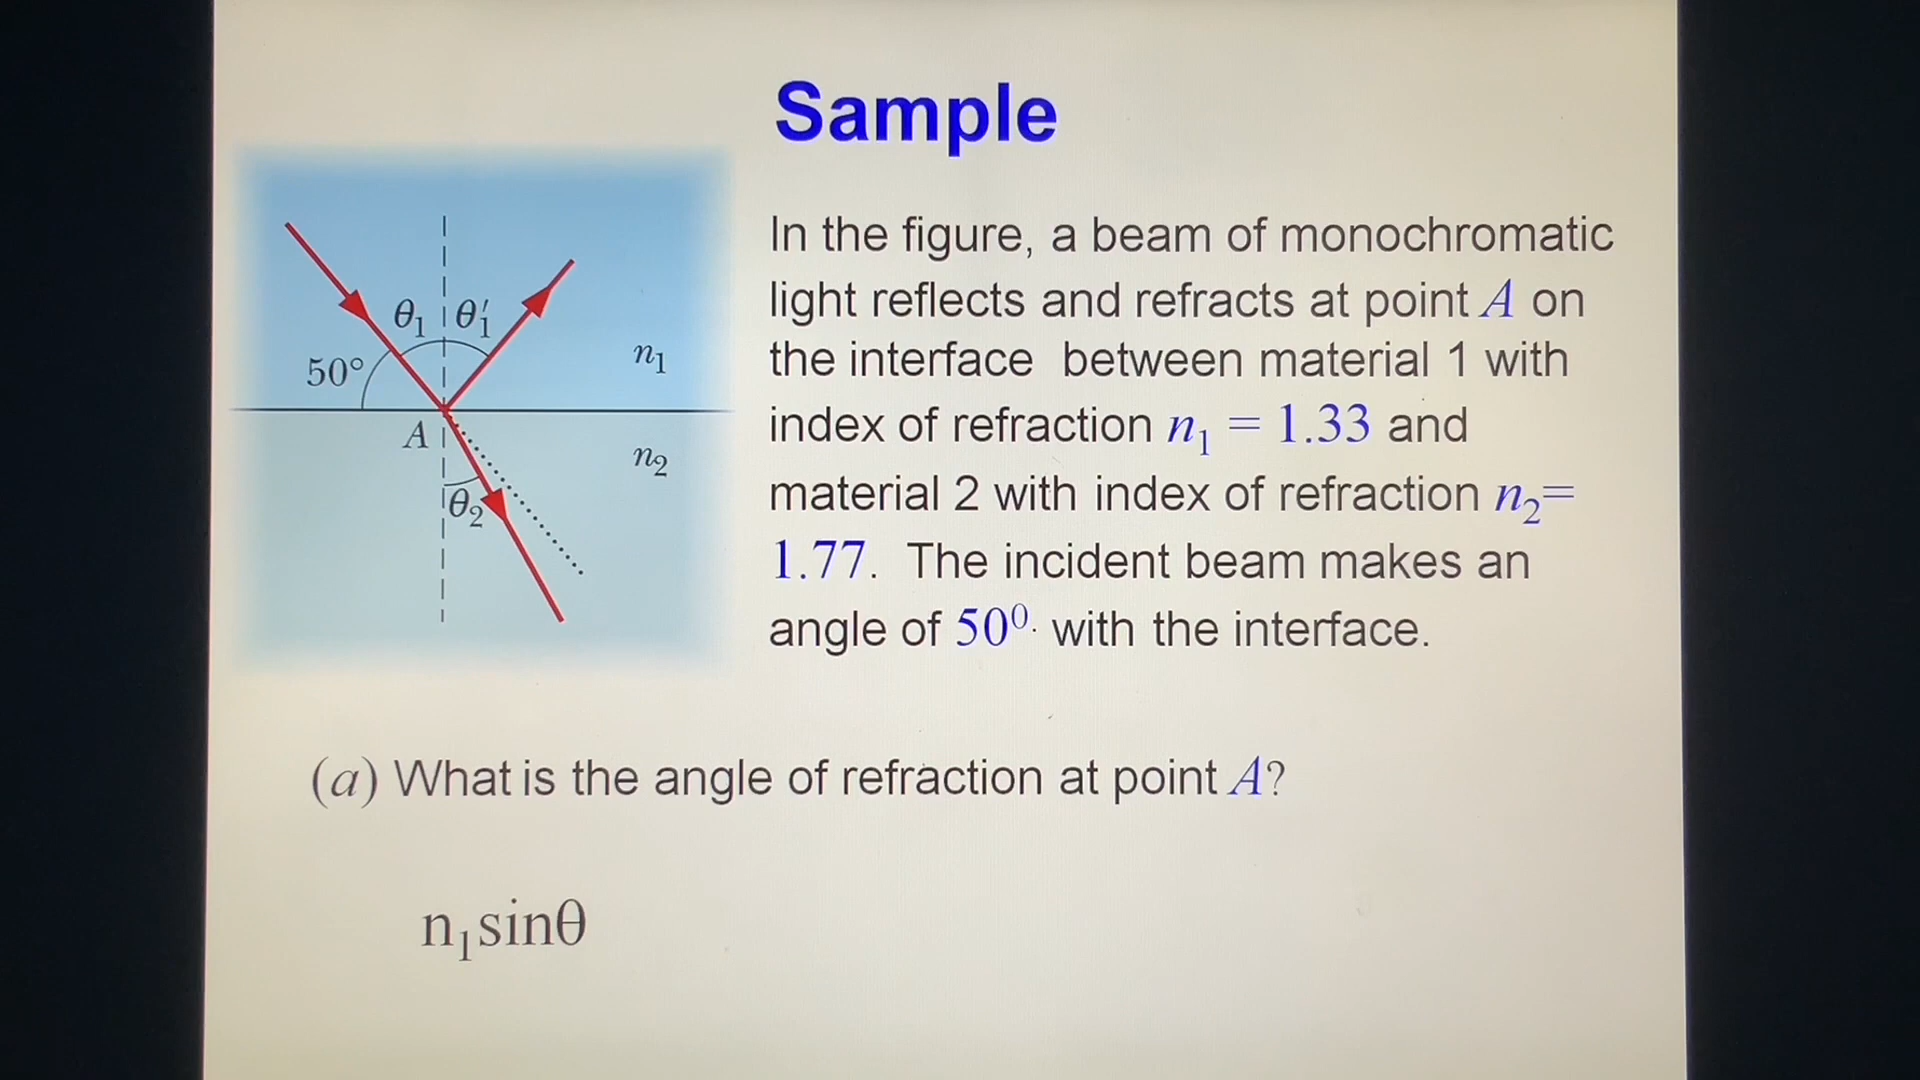 Sample
In the figure, a beam of monochromatic
light reflects and refracts at point A on
the interface between material 1 with
index of refraction n₁ = 1.33 and
material 2 with index of refraction n₂=
1.77. The incident beam makes an
angle of 50⁰· with the interface.
θ₁ θ₁′
50°
n₁
A
n₂
θ₂
(a) What is the angle of refraction at point A?
n₁sinθ